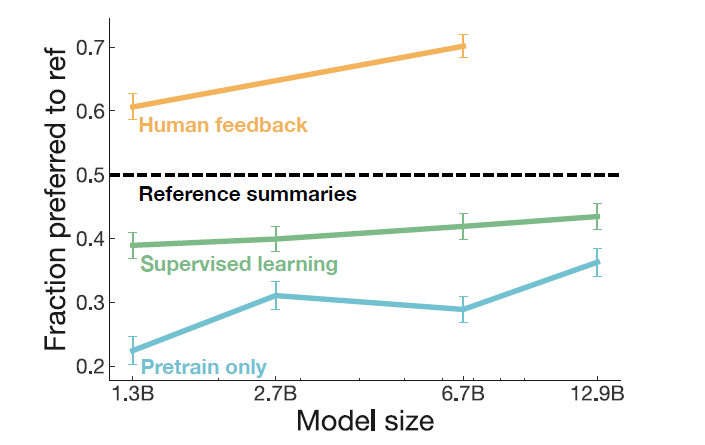 Fraction preferred to ref
0.7
0.6
0.5
0.4
0.3
0.2
Human feedback
Reference summaries
Supervised learning
Pretrain only
1.3B 2.7B 6.7B 12.9B
Model size